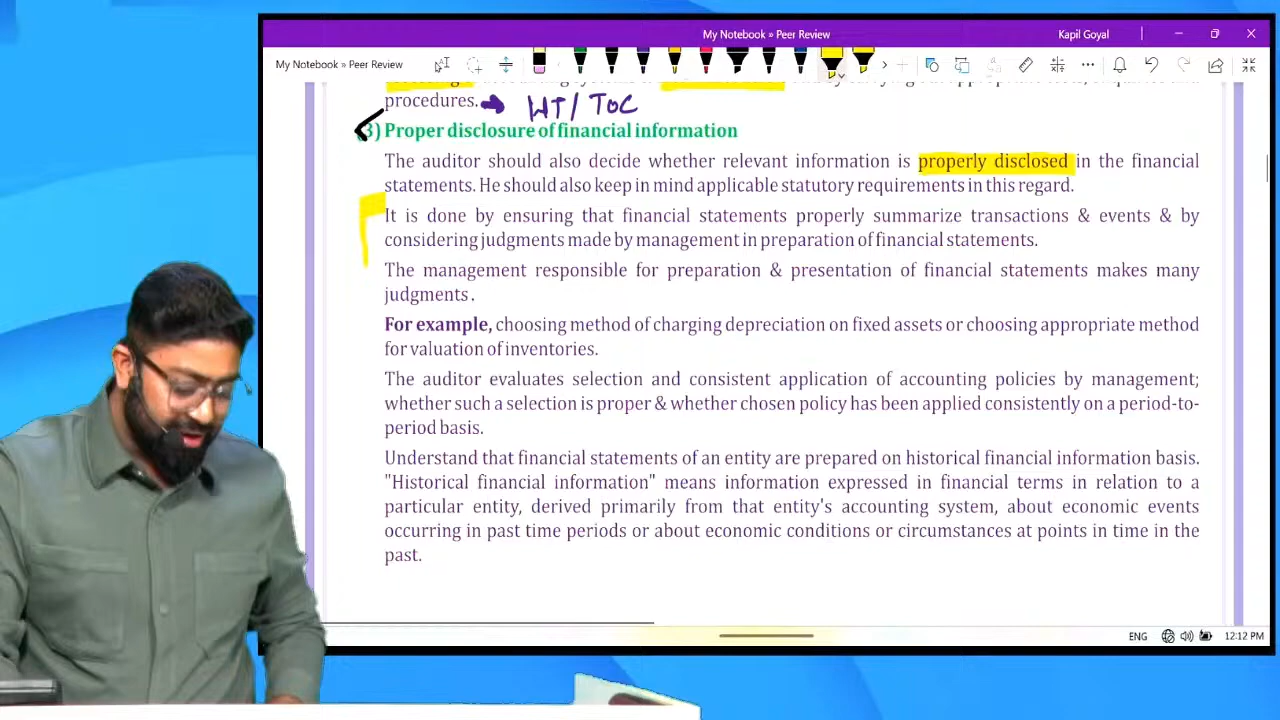 My Notebook » Peer Review
Kapil Goyal
My Notebook » Peer Review
procedures.
WT / TOC
(3) Proper disclosure of financial information
The auditor should also decide whether relevant information is properly disclosed in the financial
statements. He should also keep in mind applicable statutory requirements in this regard.
It is done by ensuring that financial statements properly summarize transactions & events & by
considering judgments made by management in preparation of financial statements.
The management responsible for preparation & presentation of financial statements makes many
judgments.
For example, choosing method of charging depreciation on fixed assets or choosing appropriate method
for valuation of inventories.
The auditor evaluates selection and consistent application of accounting policies by management;
whether such a selection is proper & whether chosen policy has been applied consistently on a period-to-
period basis.
Understand that financial statements of an entity are prepared on historical financial information basis.
"Historical financial information" means information expressed in financial terms in relation to a
particular entity, derived primarily from that entity's accounting system, about economic events
occurring in past time periods or about economic conditions or circumstances at points in time in the
past.
ENG
12:12 PM